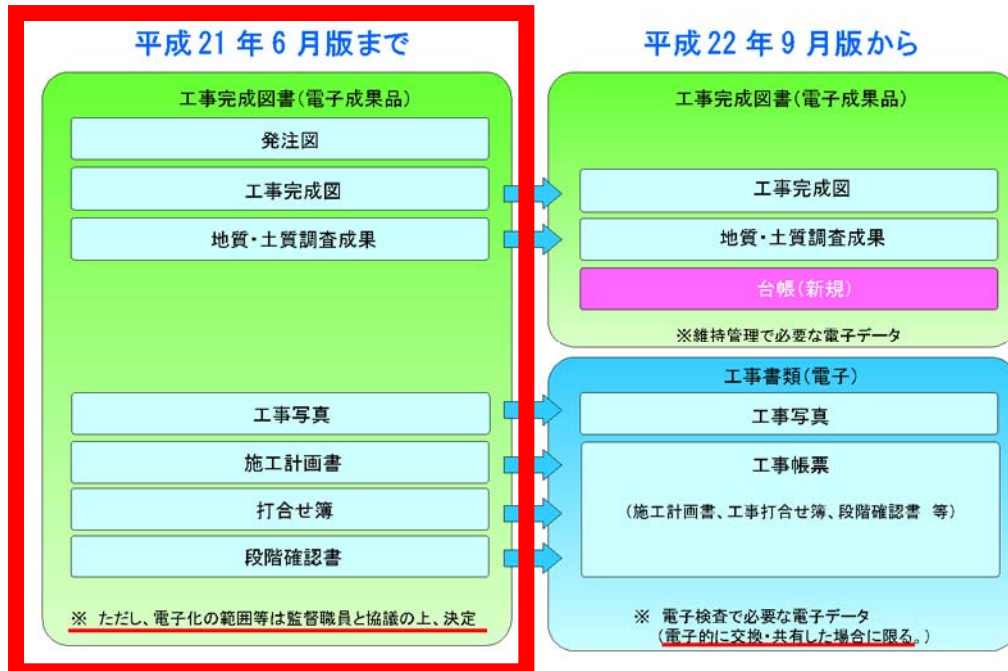 平成21年6月版まで
工事完成図書(電子成果品)
発注図
工事完成図
地質・土質調査成果
工事写真
施工計画書
打合せ簿
段階確認書
※ ただし、電子化の範囲等は監督職員と協議の上、決定
平成22年9月版から
工事完成図書(電子成果品)
工事完成図
地質・土質調査成果
台帳(新規)
※維持管理で必要な電子データ
工事書類(電子)
工事写真
工事帳票
(施工計画書、工事打合せ簿、段階確認書 等)
※ 電子検査で必要な電子データ
(電子的に交換・共有した場合に限る。)